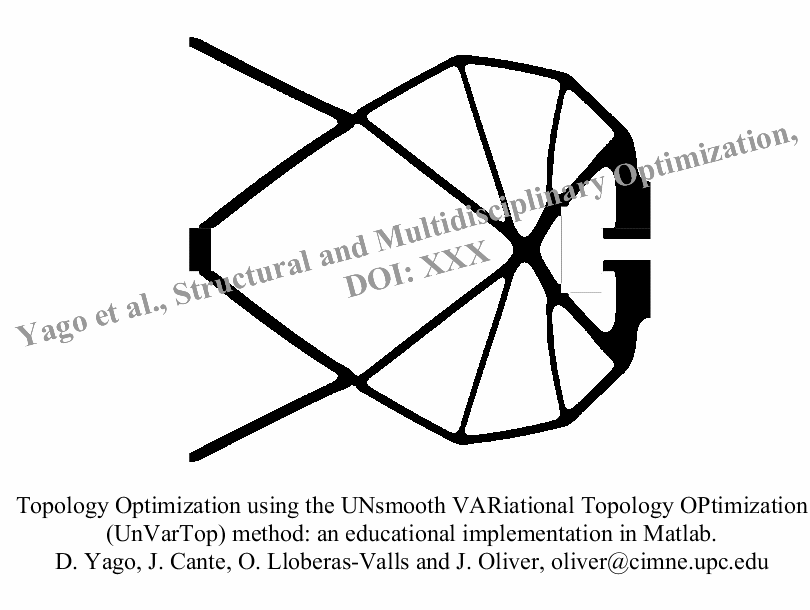 Yago et al., Structural and Multidisciplinary Optimization,
DOI: XXX
Topology Optimization using the UNsmooth VARiational Topology OPtimization
(UnVarTop) method: an educational implementation in Matlab.
D. Yago, J. Cante, O. Lloberas-Valls and J. Oliver, oliver@cimne.upc.edu